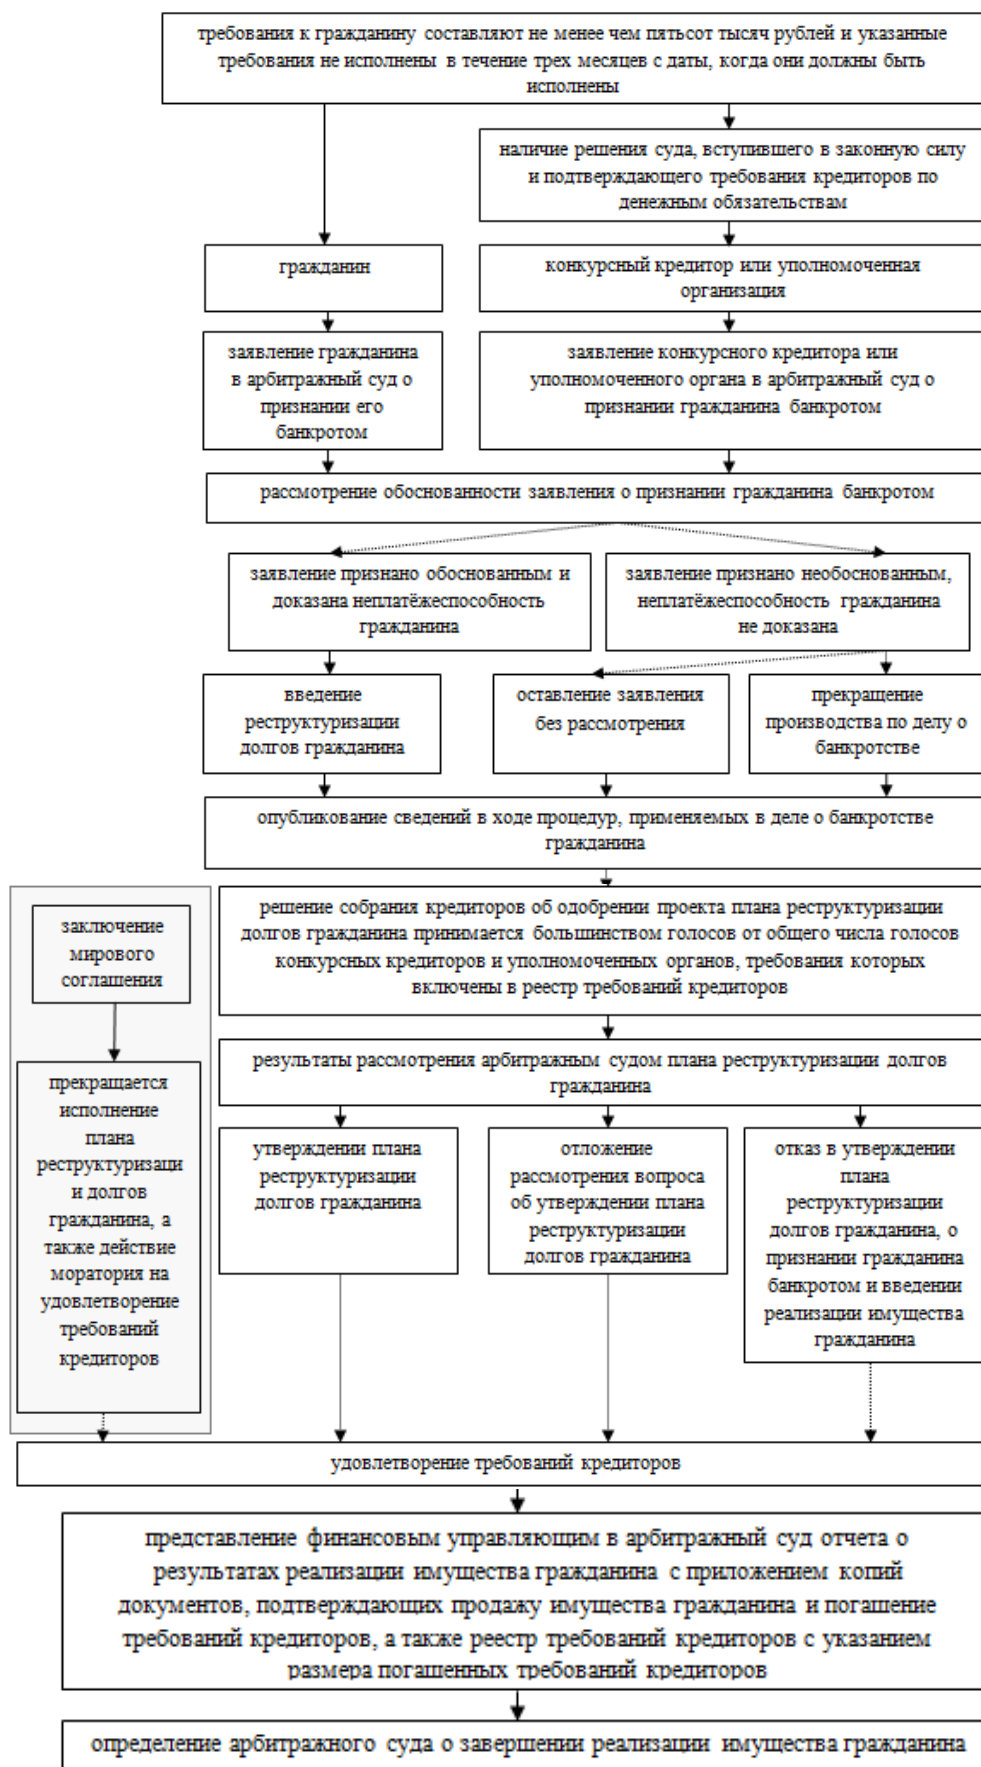 требования к гражданину составляют не менее чем пятьсот тысяч рублей и указанные
требования не исполнены в течение трех месяцев с даты, когда они должны быть
исполнены
наличие решения суда, вступившего в законную силу
и подтверждающего требования кредиторов по
денежным обязательствам
гражданин
конкурсный кредитор или уполномоченная
организация
заявление гражданина
в арбитражный суд о
признании его
банкротом
заявление конкурсного кредитора или
уполномоченного органа в арбитражный суд о
признании гражданина банкротом
рассмотрение обоснованности заявления о признании гражданина банкротом
заявление признано обоснованным и
доказана неплатёжеспособность
гражданина
заявление признано необоснованным,
неплатёжеспособность гражданина
не доказана
введение
реструктуризации
долгов гражданина
оставление заявления
без рассмотрения
прекращение
производства по делу о
банкротстве
опубликование сведений в ходе процедур, применяемых в деле о банкротстве
гражданина
заключение
мирового
соглашения
решение собрания кредиторов об одобрении проекта плана реструктуризации
долгов гражданина принимается большинством голосов от общего числа голосов
конкурсных кредиторов и уполномоченных органов, требования которых
включены в реестр требований кредиторов
результаты рассмотрения арбитражным судом плана реструктуризации долгов
гражданина
прекращается
исполнение
плана
реструктуризаци
и долгов
гражданина, а
также действие
моратория на
удовлетворение
требований
кредиторов
утверждении плана
реструктуризации
долгов гражданина
отложение
рассмотрения вопроса
об утверждении плана
реструктуризации
долгов гражданина
отказ в утверждении
плана
реструктуризации
долгов гражданина, о
признании гражданина
банкротом и введении
реализации имущества
гражданина
удовлетворение требований кредиторов
представление финансовым управляющим в арбитражный суд отчета о
результатах реализации имущества гражданина с приложением копий
документов, подтверждающих продажу имущества гражданина и погашение
требований кредиторов, а также реестр требований кредиторов с указанием
размера погашенных требований кредиторов
определение арбитражного суда о завершении реализации имущества гражданина